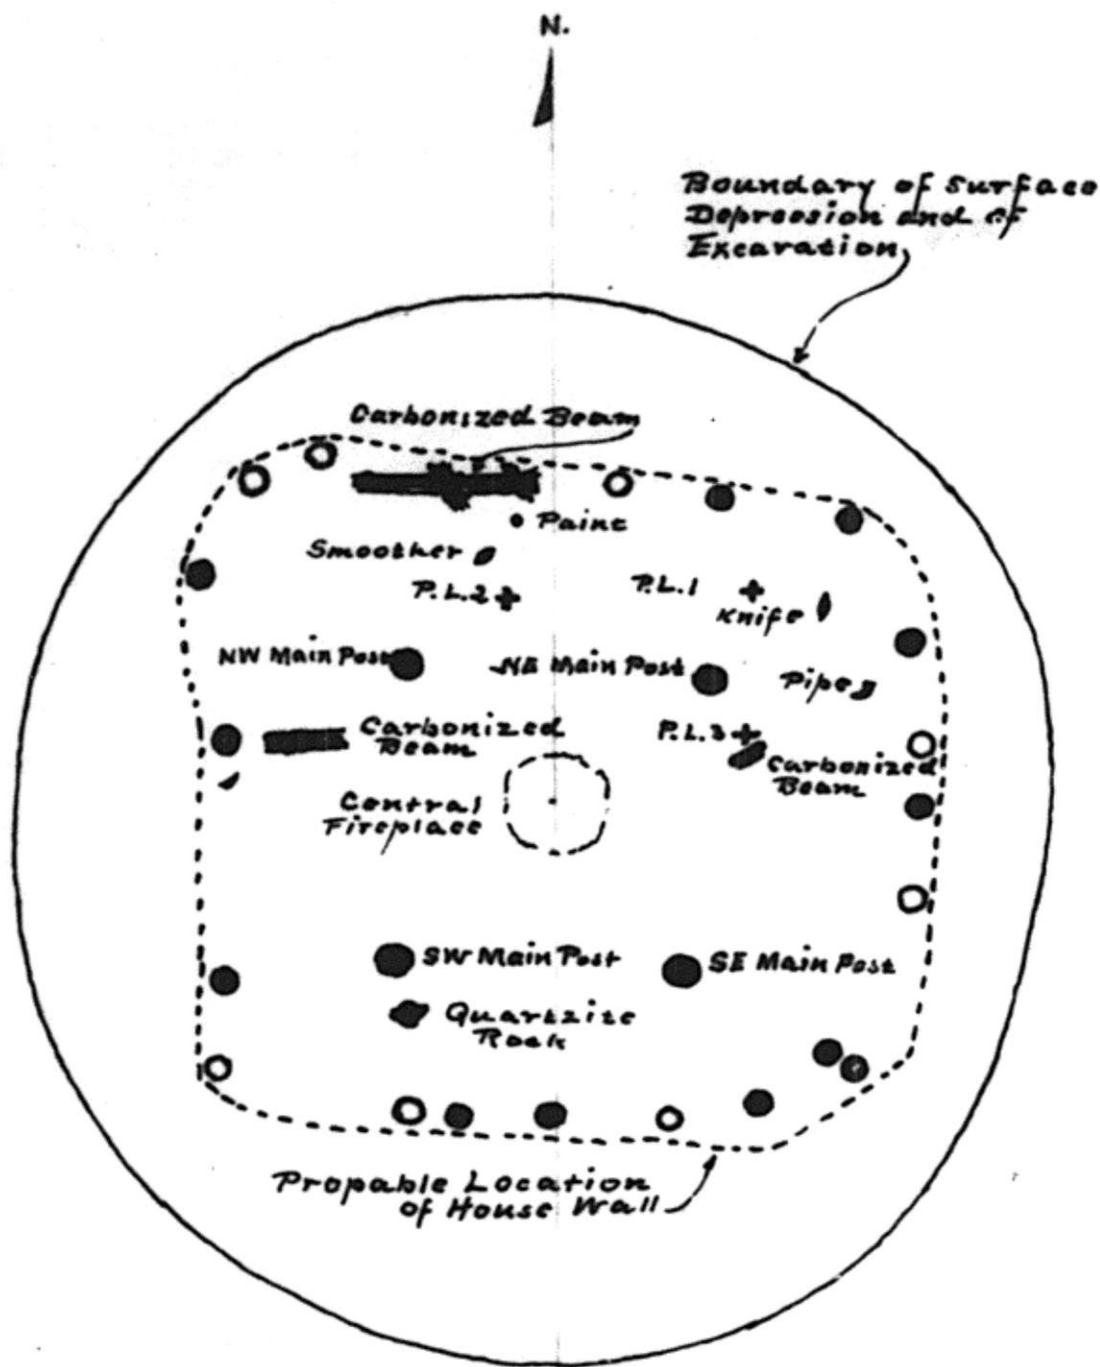 N.
Boundary of Surface
Depresion and of
Excaration
Carbonized Beam
Paint
Smoother
P.L.2
P.L.1
Knife
NW Main Post
NE Main Post
Pipe
Carbonized
Beam
P.L.3
Carbonized
Beam
Central
Fireplace
SW Main Post
SE Main Post
Quartzite
Rock
Propable Location
of House Wall